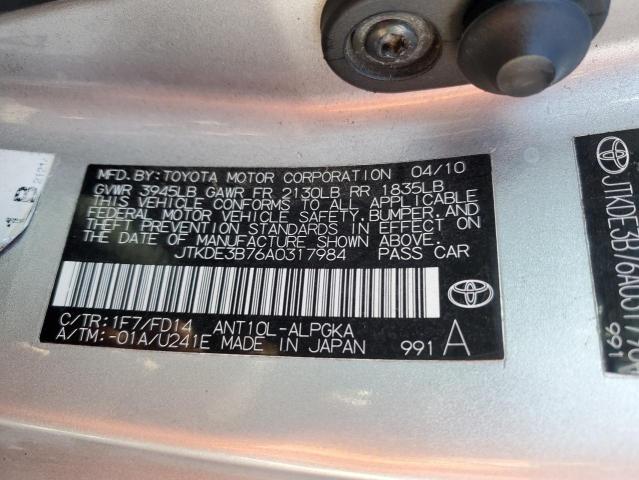 MFD.BY:TOYOTA MOTOR CORPORATION 04/10
GVWR 3945LB GAWR FR 2130LB RR 1835LB
THIS VEHICLE CONFORMS TO ALL APPLICABLE
FEDERAL MOTOR VEHICLE SAFETY,BUMPER,AND
THEFT PREVENTION STANDARDS IN EFFECT ON
THE DATE OF MANUFACTURE SHOWN ABOVE.
JTKDE3B76A0317984 PASS CAR
C/TR:1F7/FD14 ANT10L-ALPGKA
A/TM:-01A/U241E MADE IN JAPAN 991 A
LB
991